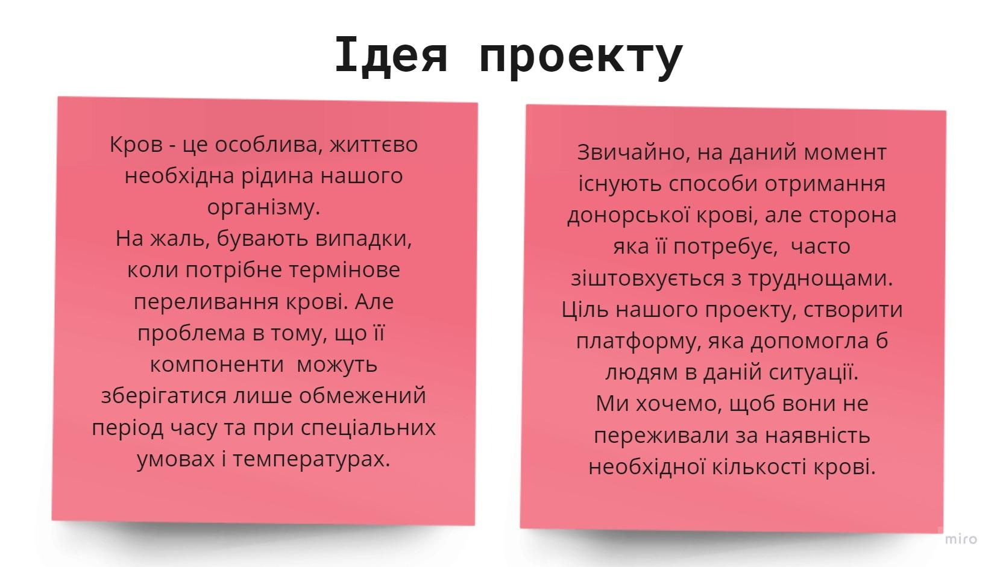 Ідея проекту
Кров - це особлива, життєво
необхідна рідина нашого
організму.
На жаль, бувають випадки,
коли потрібне термінове
переливання крові. Але
проблема в тому, що її
компоненти  можуть
зберігатися лише обмежений
період часу та при спеціальних
умовах і температурах.
Звичайно, на даний момент
існують способи отримання
донорської крові, але сторона
яка її потребує,  часто
зіштовхується з труднощами.
Ціль нашого проекту, створити
платформу, яка допомогла б
людям в даній ситуації.
Ми хочемо, щоб вони не
переживали за наявність
необхідної кількості крові.
miro